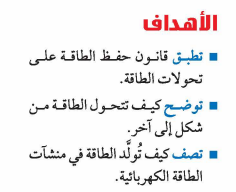 الأهداف
■ تطبق قانون حفظ الطاقة على
تحولات الطاقة.
■ توضح كيف تتحول الطاقة من
شكل إلى آخر.
■ تصف كيف تُولَّد الطاقة في منشآت
الطاقة الكهربائية.